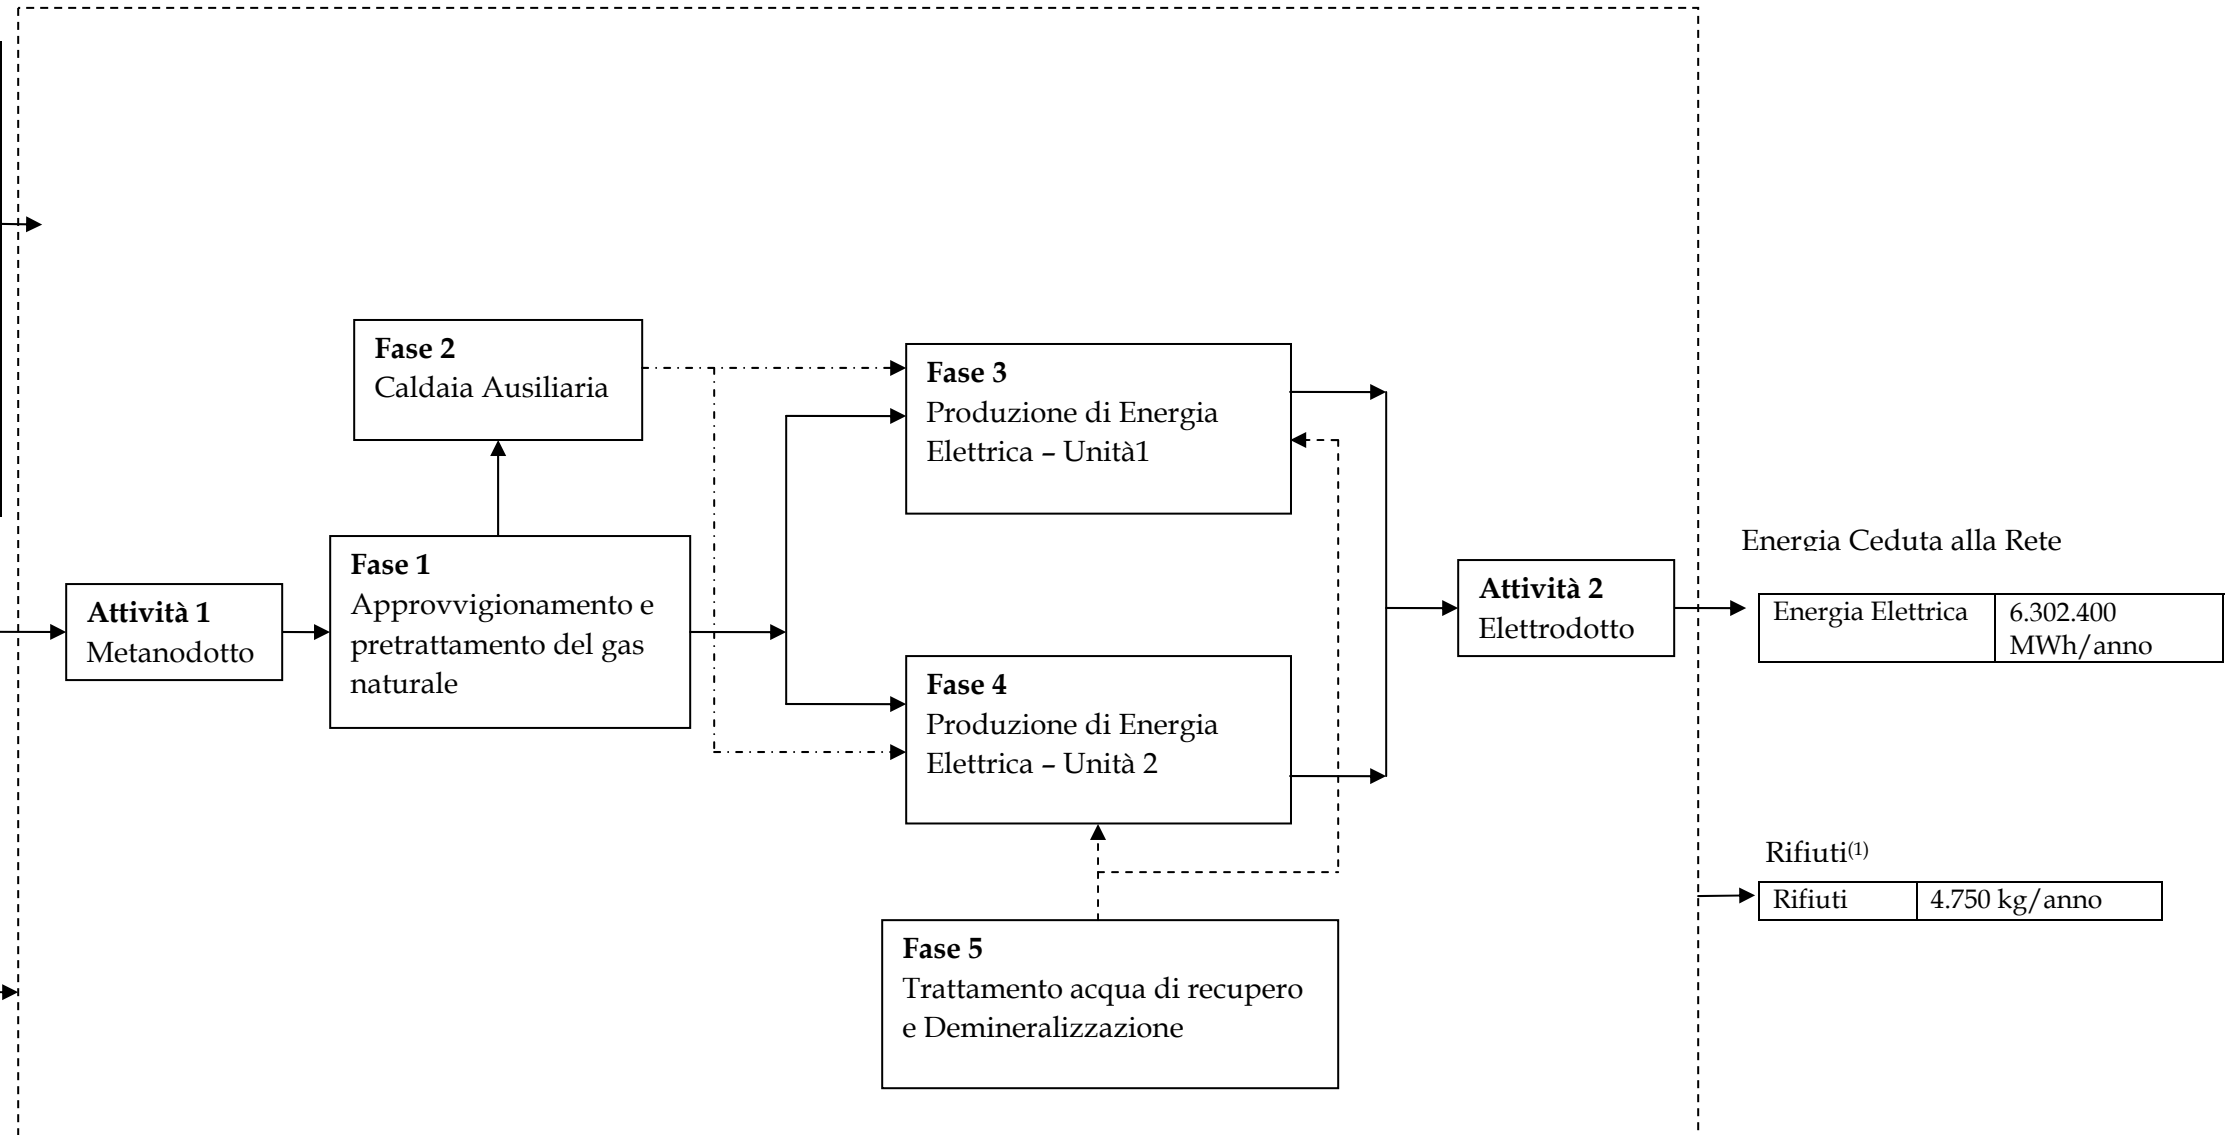 Fase 2
Caldaia Ausiliaria
Fase 3
Produzione di Energia
Elettrica – Unità1
Attività 1
Metanodotto
Fase 1
Approvvigionamento e
pretrattamento del gas
naturale
Fase 4
Produzione di Energia
Elettrica – Unità 2
Attività 2
Elettrodotto
Energia Ceduta alla Rete
Energia Elettrica
6.302.400
MWh/anno
Rifiuti(1)
Rifiuti
4.750 kg/anno
Fase 5
Trattamento acqua di recupero
e Demineralizzazione